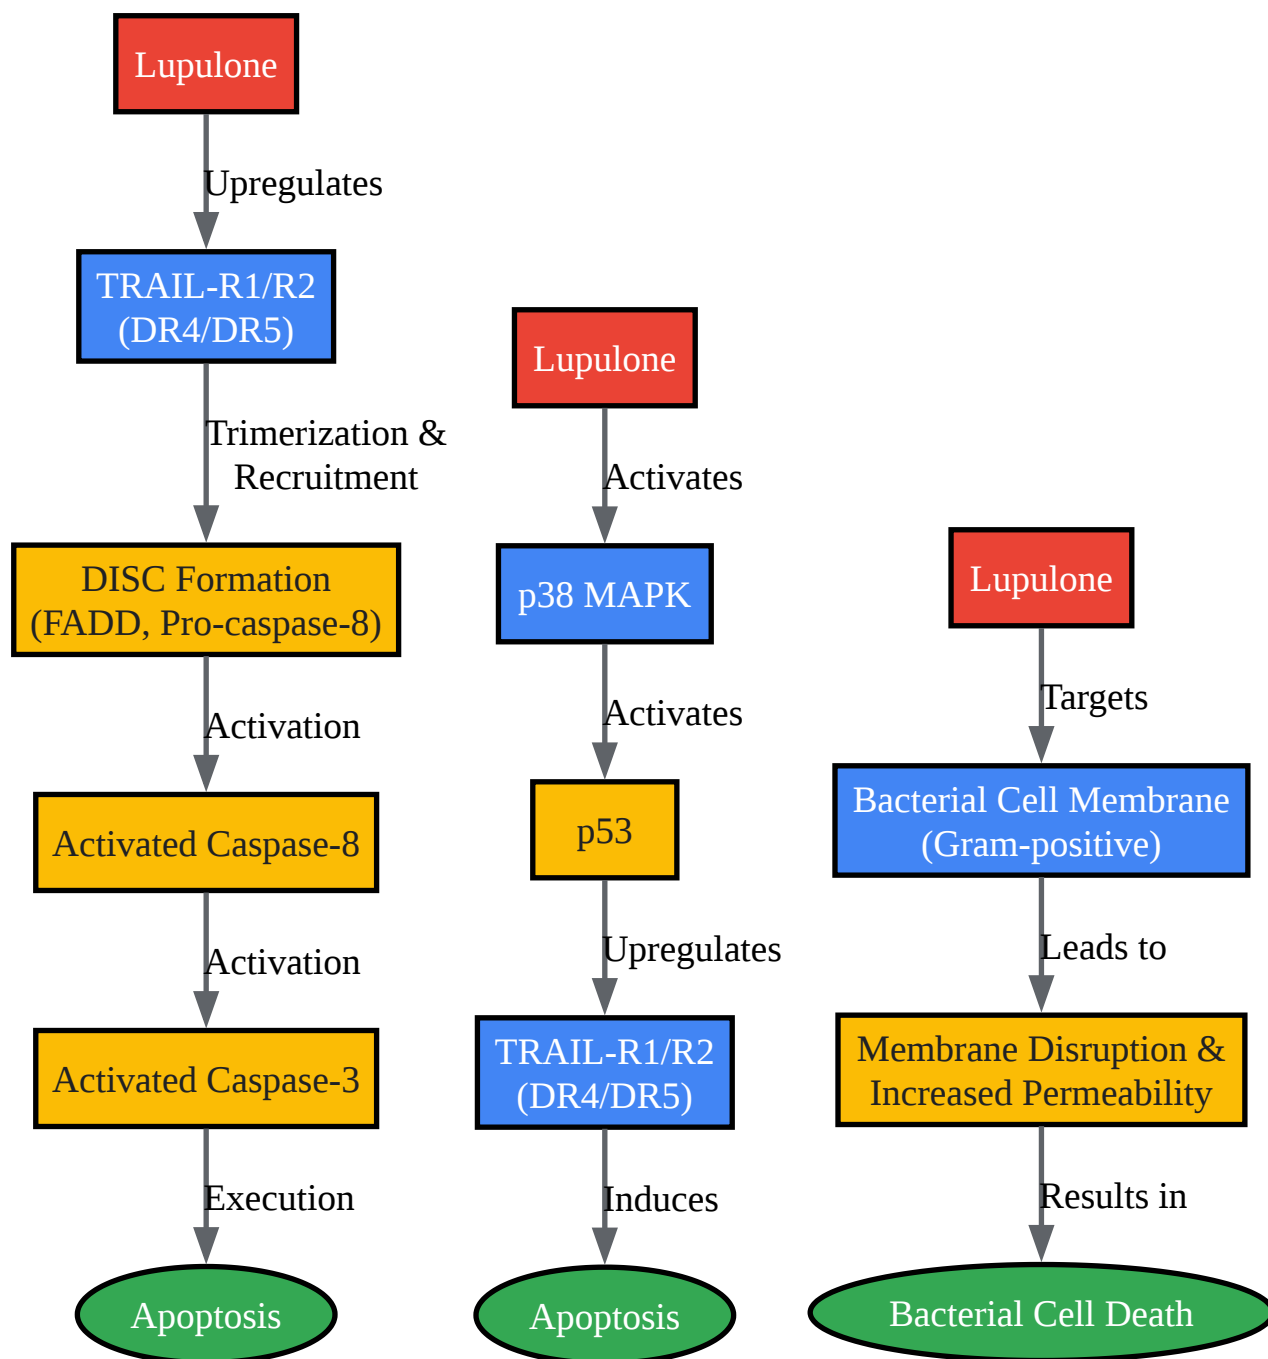 Lupulone
Upregulates
TRAIL-R1/R2
(DR4/DR5)
Trimerization &
Recruitment
DISC Formation
(FADD, Pro-caspase-8)
Activation
Activated Caspase-8
Activation
Activated Caspase-3
Execution
Apoptosis
Lupulone
Activates
p38 MAPK
Activates
p53
Upregulates
TRAIL-R1/R2
(DR4/DR5)
Induces
Apoptosis
Lupulone
Targets
Bacterial Cell Membrane
(Gram-positive)
Leads to
Membrane Disruption &
Increased Permeability
Results in
Bacterial Cell Death